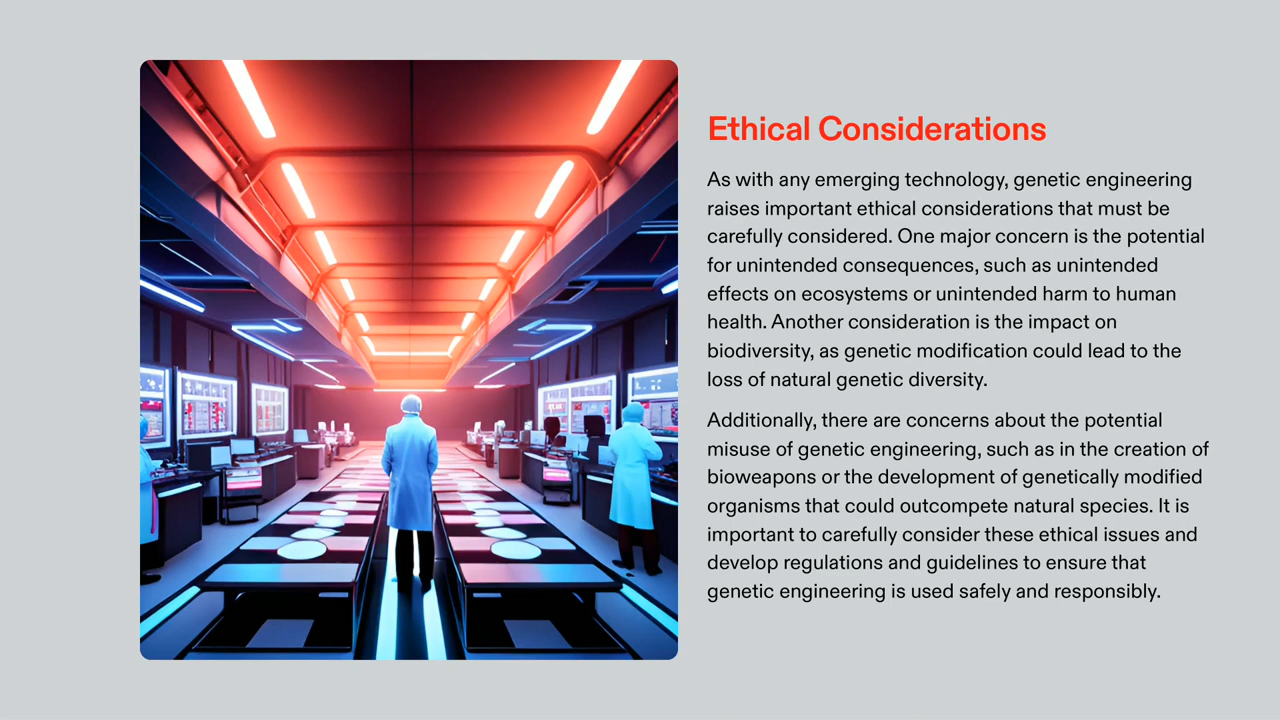 Ethical Considerations
As with any emerging technology, genetic engineering
raises important ethical considerations that must be
carefully considered. One major concern is the potential
for unintended consequences, such as unintended
effects on ecosystems or unintended harm to human
health. Another consideration is the impact on
biodiversity, as genetic modification could lead to the
loss of natural genetic diversity.
Additionally, there are concerns about the potential
misuse of genetic engineering, such as in the creation of
bioweapons or the development of genetically modified
organisms that could outcompete natural species. It is
important to carefully consider these ethical issues and
develop regulations and guidelines to ensure that
genetic engineering is used safely and responsibly.